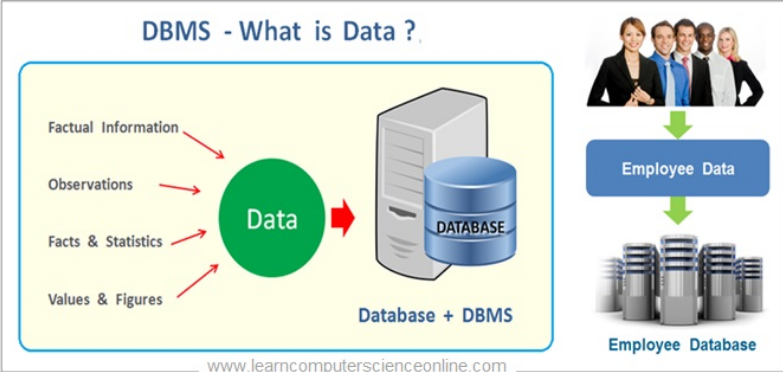 DBMS - What is Data ?
Factual Information
Observations
Facts & Statistics
Values & Figures
Data
DATABASE
Database + DBMS
Employee Data
Employee Database
www.learncomputerscienceonline.com